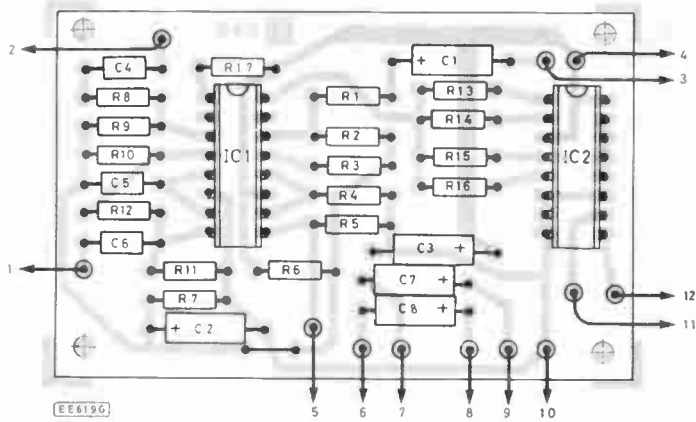 2
4
3
C4
R17
+ C1
R8
R1
R13
R9
R14
R2
R10
IC1
R3
R15
IC2
C5
R4
R16
R12
R5
C6
C3 +
1
R11
R6
C7 +
12
R7
C8 +
+ C2
11
5
6
7
8
9
10
EE619G